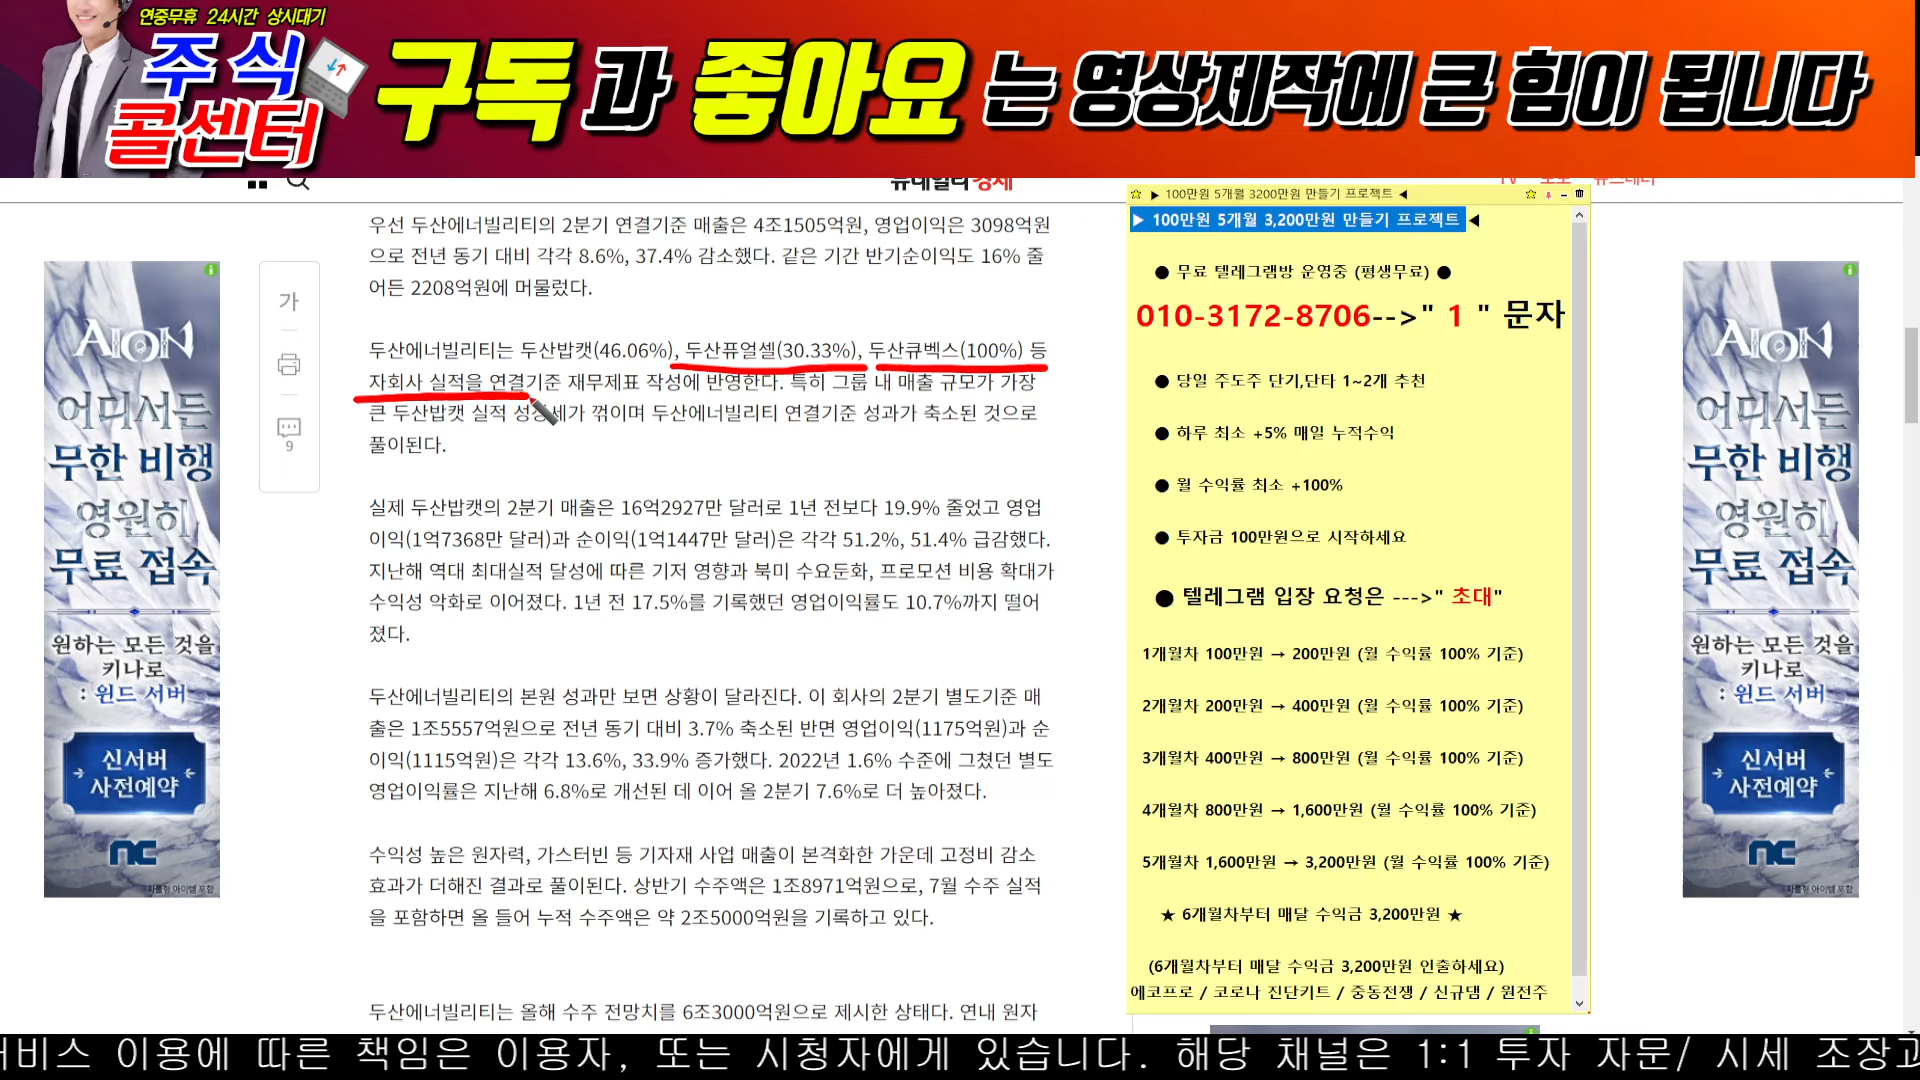 연중무휴 24시간 상시대기
주식
콜센터
구독과 좋아요는 영상제작에 큰 힘이 됩니다
AION
어디서든
무한 비행
영원히
무료 접속
원하는 모든 것을
키나로
: 윈드 서버
신서버
사전예약
NC
가
9
우선 두산에너빌리티의 2분기 연결기준 매출은 4조1505억원, 영업이익은 3098억원
으로 전년 동기 대비 각각 8.6%, 37.4% 감소했다. 같은 기간 반기순이익도 16% 줄
어든 2208억원에 머물렀다.
두산에너빌리티는 두산밥캣(46.06%), 두산퓨얼셀(30.33%), 두산큐벡스(100%) 등
자회사 실적을 연결기준 재무제표 작성에 반영한다. 특히 그룹 내 매출 규모가 가장
큰 두산밥캣 실적 성장세가 꺾이며 두산에너빌리티 연결기준 성과가 축소된 것으로
풀이된다.
실제 두산밥캣의 2분기 매출은 16억2927만 달러로 1년 전보다 19.9% 줄었고 영업
이익(1억7368만 달러)과 순이익(1억1447만 달러)은 각각 51.2%, 51.4% 급감했다.
지난해 역대 최대실적 달성에 따른 기저 영향과 북미 수요둔화, 프로모션 비용 확대가
수익성 악화로 이어졌다. 1년 전 17.5%를 기록했던 영업이익률도 10.7%까지 떨어
졌다.
두산에너빌리티의 본원 성과만 보면 상황이 달라진다. 이 회사의 2분기 별도기준 매
출은 1조5557억원으로 전년 동기 대비 3.7% 축소된 반면 영업이익(1175억원)과 순
이익(1115억원)은 각각 13.6%, 33.9% 증가했다. 2022년 1.6% 수준에 그쳤던 별도
영업이익률은 지난해 6.8%로 개선된 데 이어 올 2분기 7.6%로 더 높아졌다.
수익성 높은 원자력, 가스터빈 등 기자재 사업 매출이 본격화한 가운데 고정비 감소
효과가 더해진 결과로 풀이된다. 상반기 수주액은 1조8971억원으로, 7월 수주 실적
을 포함하면 올 들어 누적 수주액은 약 2조5000억원을 기록하고 있다.
두산에너빌리티는 올해 수주 전망치를 6조3000억원으로 제시한 상태다. 연내 원자
▶ 100만원 5개월 3200만원 만들기 프로젝트 ◀
▶ 100만원 5개월 3,200만원 만들기 프로젝트 ◀
● 무료 텔레그램방 운영중 (평생무료) ●
010-3172-8706-->" 1 " 문자
● 당일 주도주 단기,단타 1~2개 추천
● 하루 최소 +5% 매일 누적수익
● 월 수익률 최소 +100%
● 투자금 100만원으로 시작하세요
● 텔레그램 입장 요청은 --->" 초대"
1개월차 100만원 → 200만원 (월 수익률 100% 기준)
2개월차 200만원 → 400만원 (월 수익률 100% 기준)
3개월차 400만원 → 800만원 (월 수익률 100% 기준)
4개월차 800만원 → 1,600만원 (월 수익률 100% 기준)
5개월차 1,600만원 → 3,200만원 (월 수익률 100% 기준)
★ 6개월차부터 매달 수익금 3,200만원 ★
(6개월차부터 매달 수익금 3,200만원 인출하세요)
에코프로 / 코로나 진단키트 / 중동전쟁 / 신규댐 / 원전주
AION
어디서든
무한 비행
영원히
무료 접속
원하는 모든 것을
키나로
: 윈드 서버
신서버
사전예약
NC
서비스 이용에 따른 책임은 이용자, 또는 시청자에게 있습니다. 해당 채널은 1:1 투자 자문/ 시세 조장과